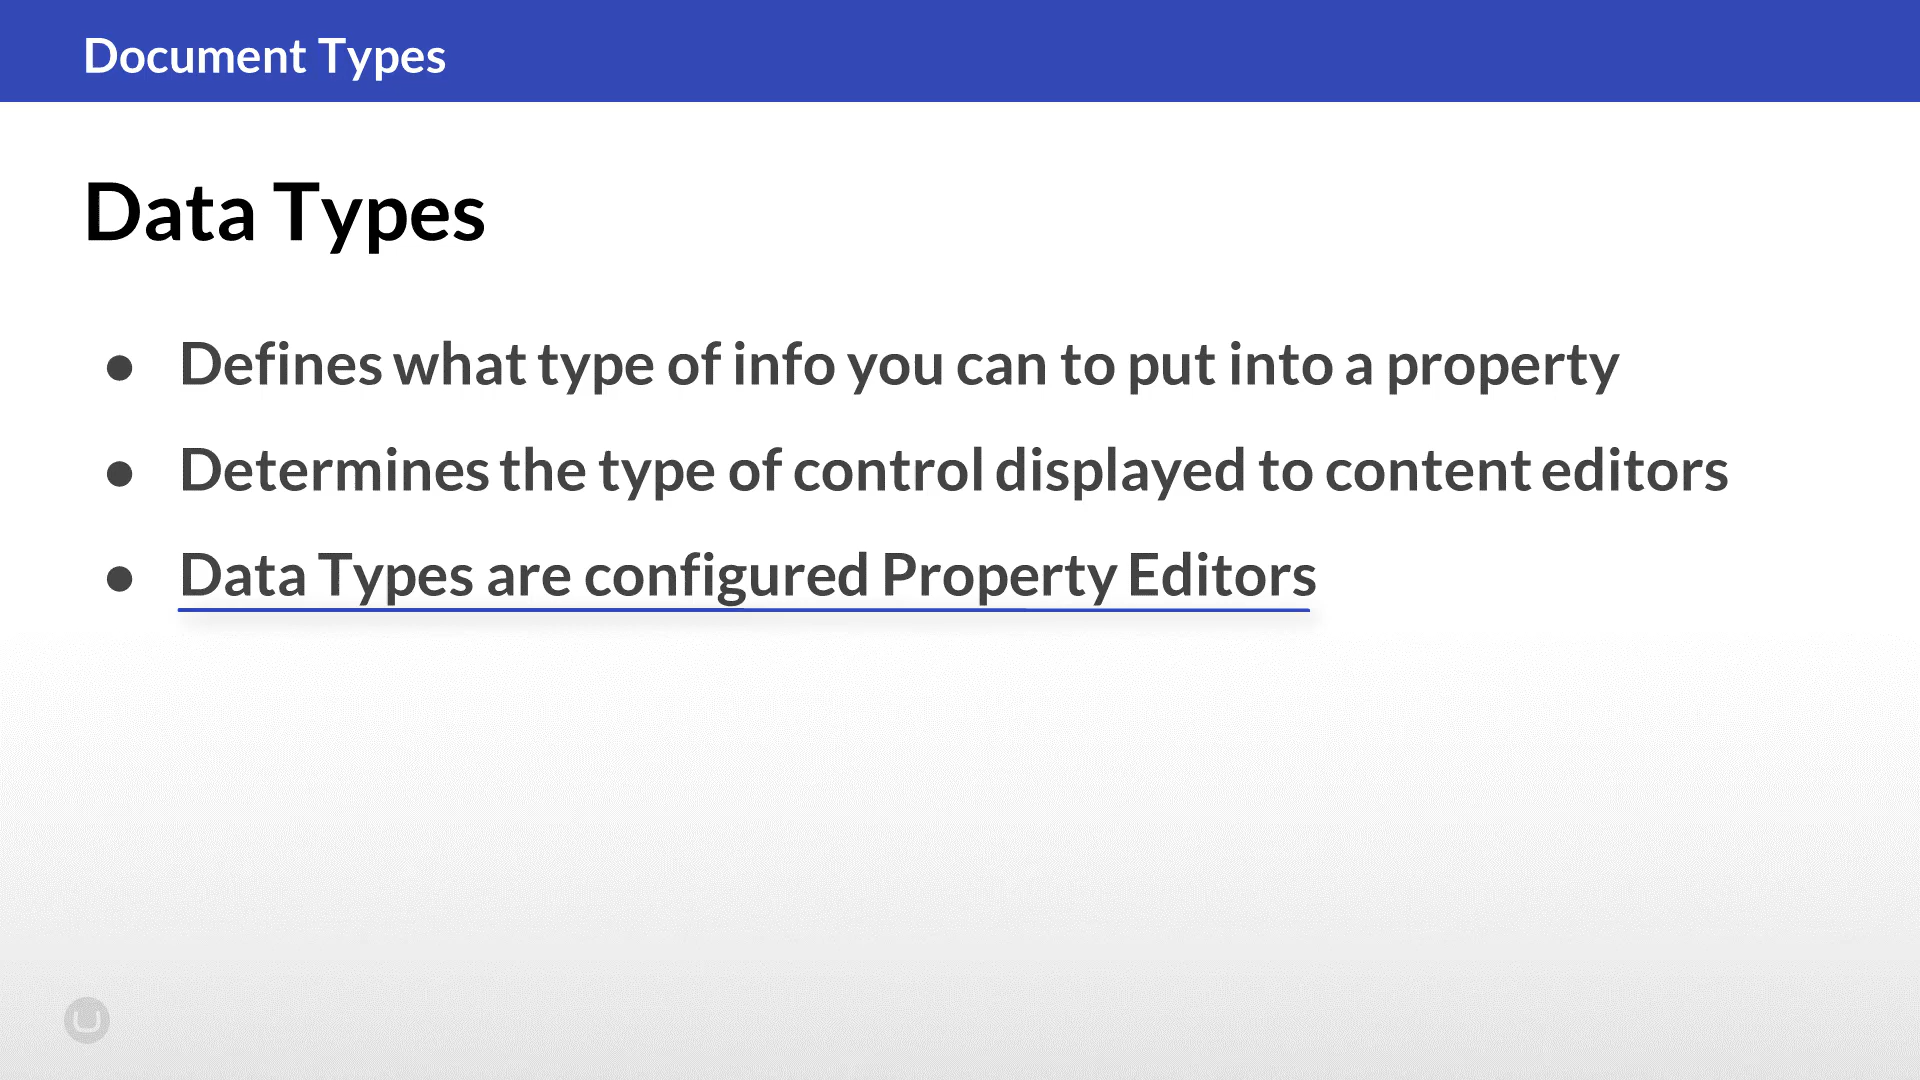 Document Types
Data Types
● Defines what type of info you can to put into a property
● Determines the type of control displayed to content editors
● Data Types are configured Property Editors